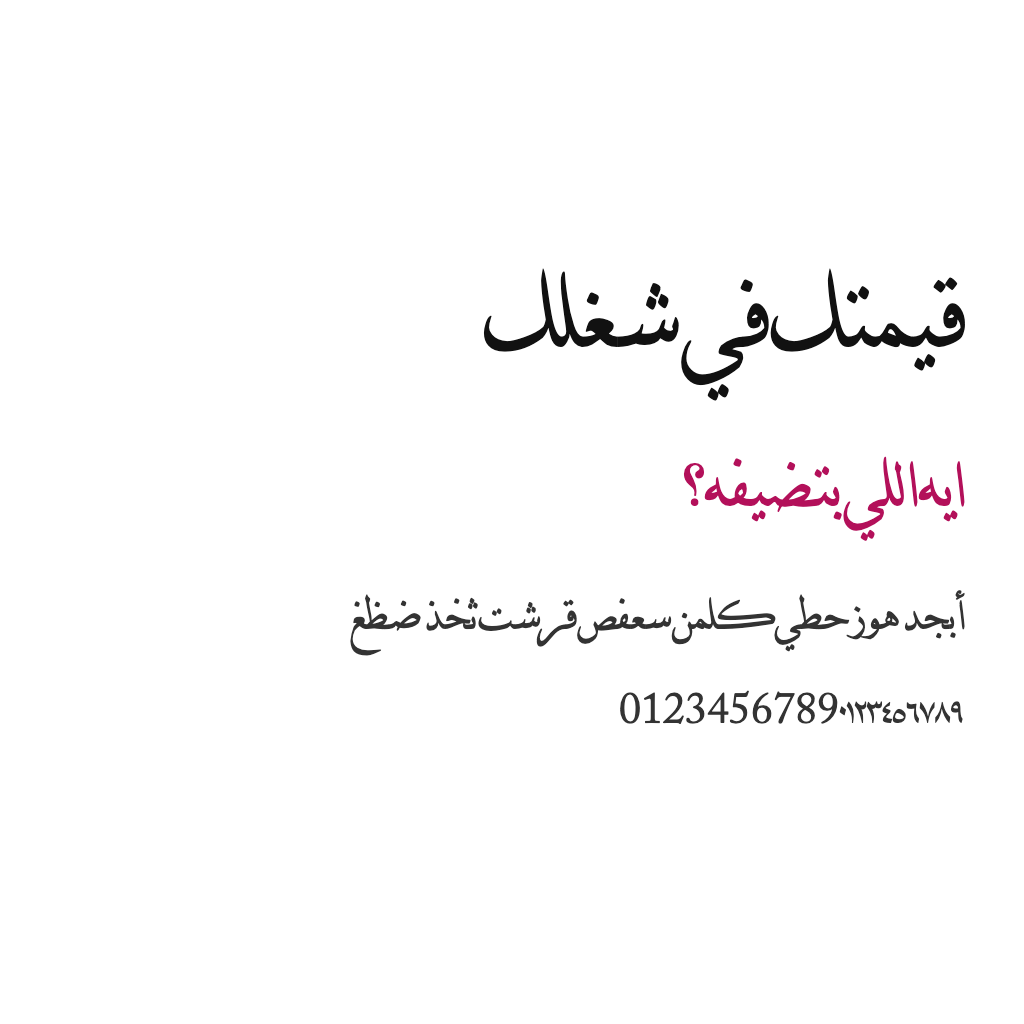 قيمتك في شغلك
ايه اللي بتضيفه؟
أبجد هوز حطي كلمن سعفص قرشت ثخذ ضظغ
0123456789٠١٢٣٤٥٦٧٨٩